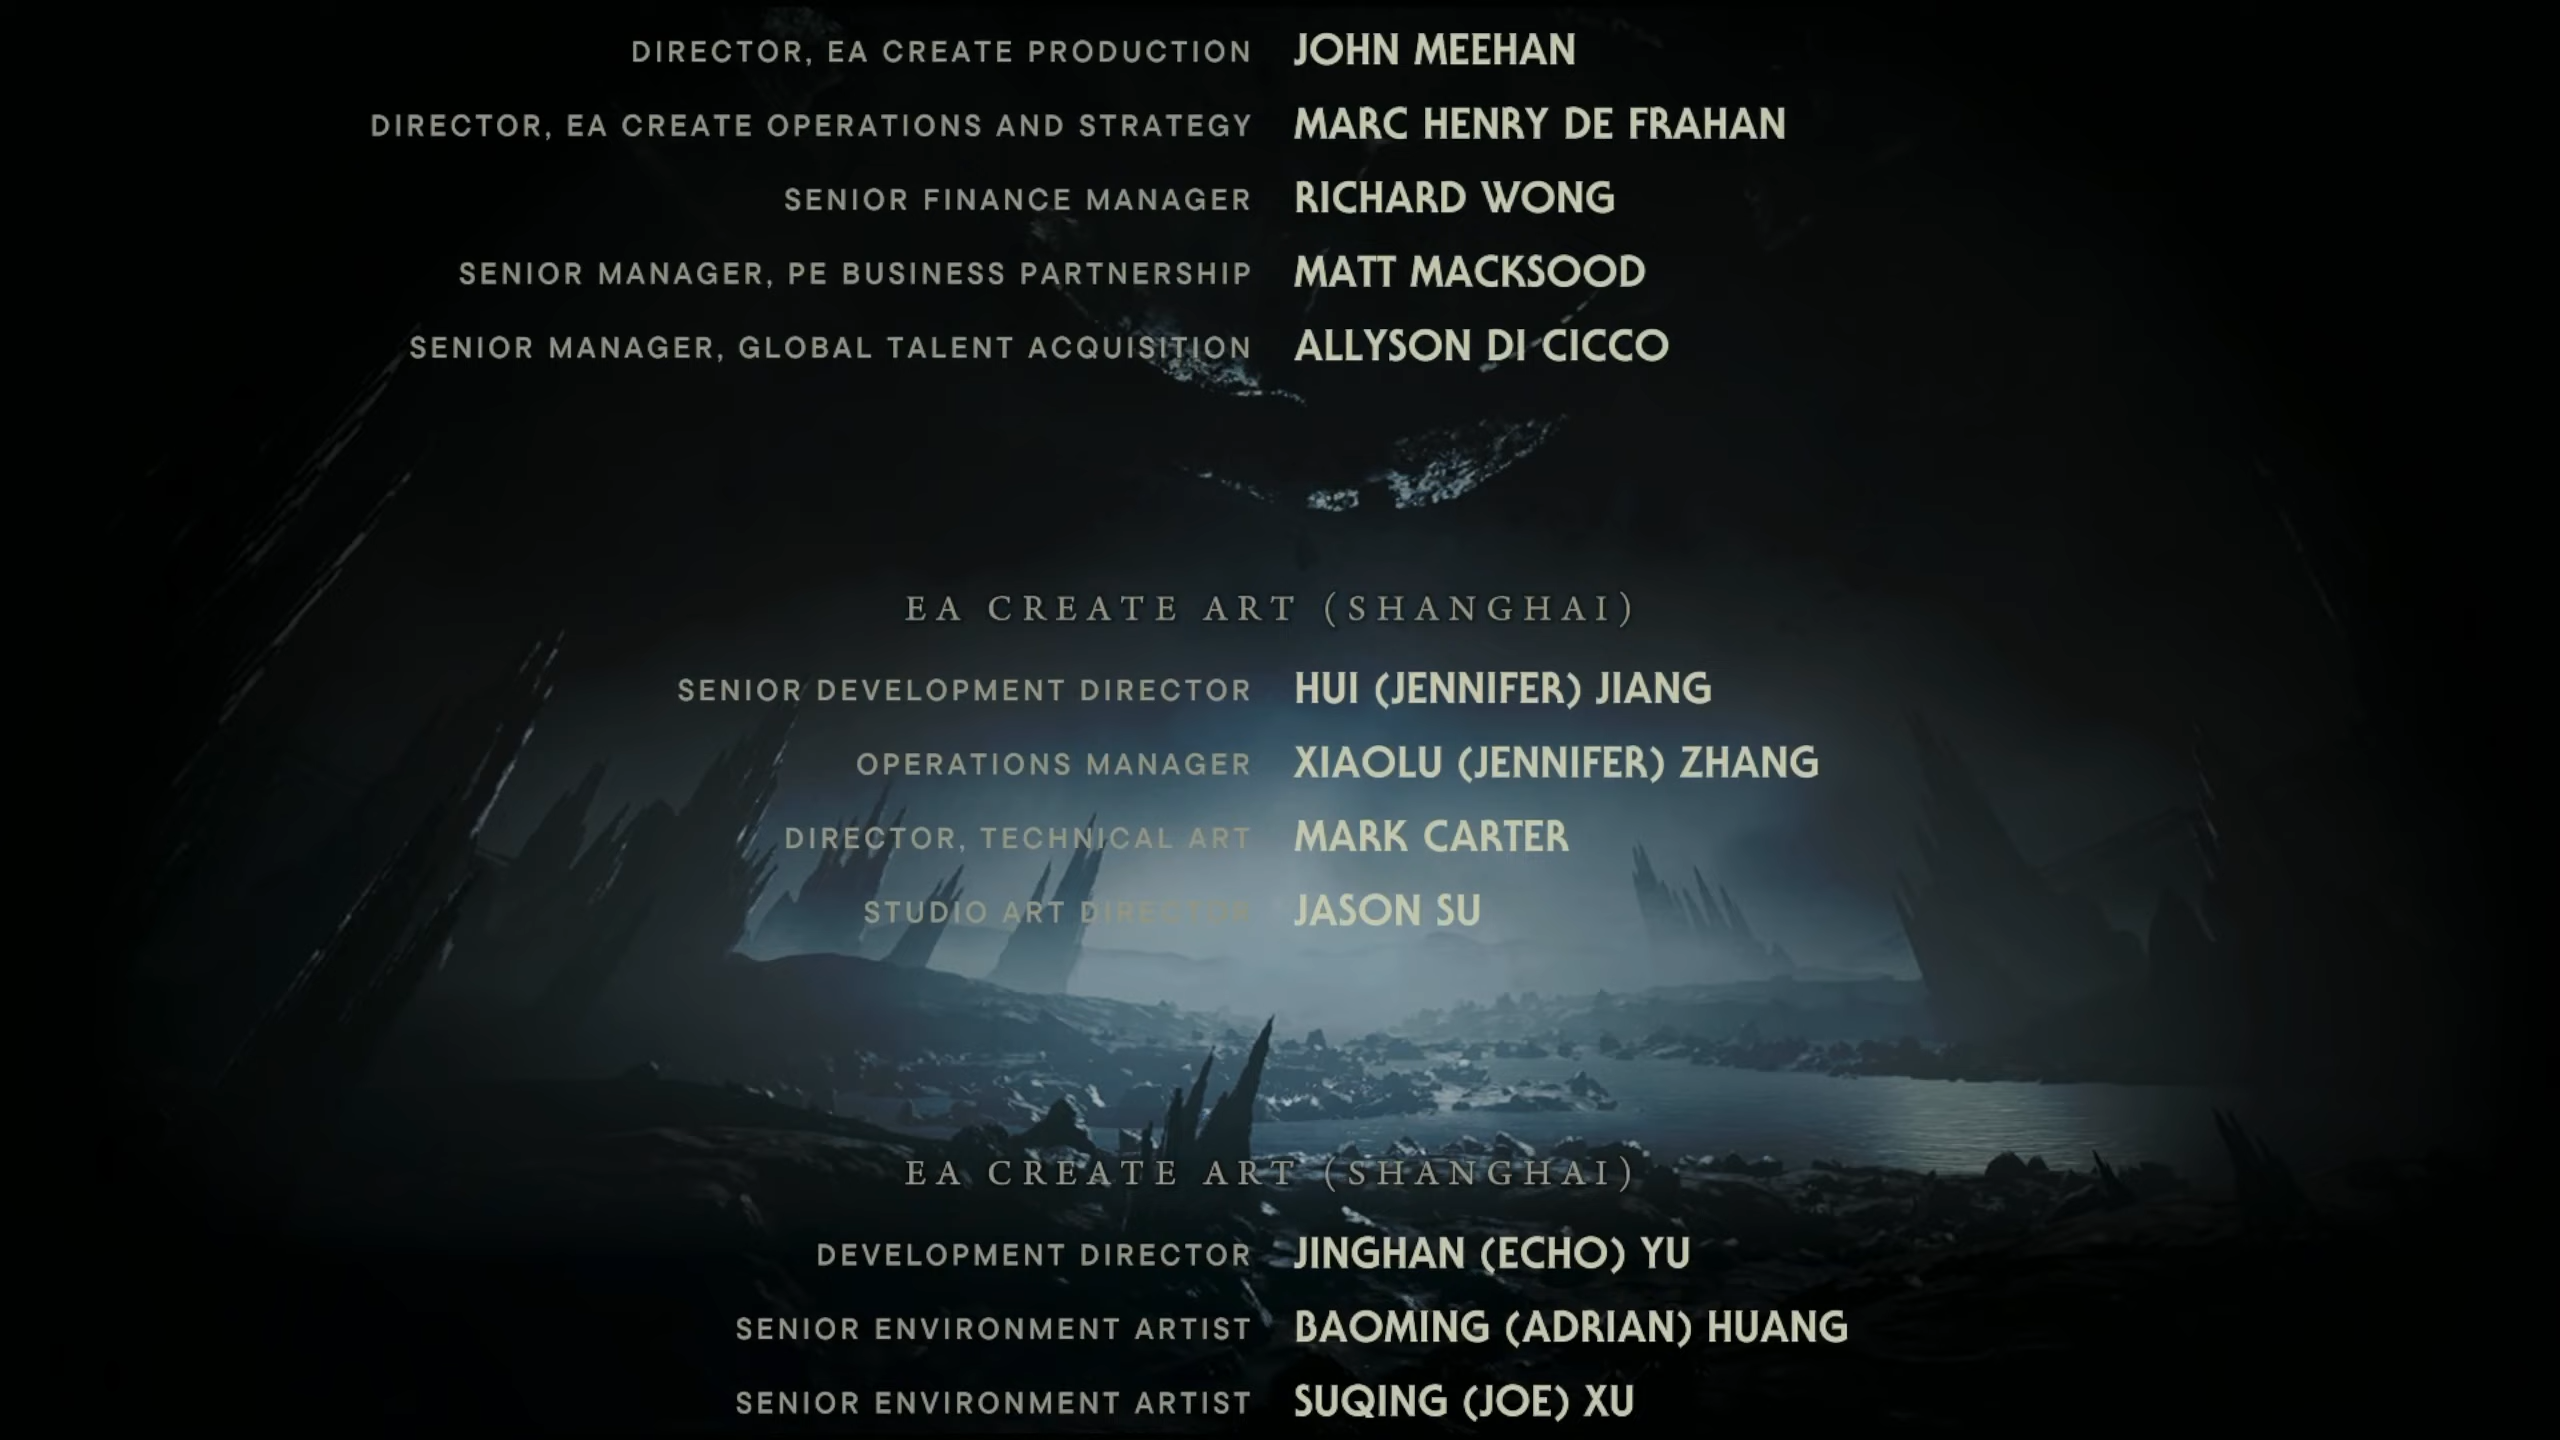 DIRECTOR, EA CREATE PRODUCTION JOHN MEEHAN
DIRECTOR, EA CREATE OPERATIONS AND STRATEGY MARC HENRY DE FRAHAN
SENIOR FINANCE MANAGER RICHARD WONG
SENIOR MANAGER, PE BUSINESS PARTNERSHIP MATT MACKSOOD
SENIOR MANAGER, GLOBAL TALENT ACQUISITION ALLYSON DI CICCO
EA CREATE ART (SHANGHAI)
SENIOR DEVELOPMENT DIRECTOR HUI (JENNIFER) JIANG
OPERATIONS MANAGER XIAOLU (JENNIFER) ZHANG
DIRECTOR, TECHNICAL ART MARK CARTER
STUDIO ART DIRECTOR JASON SU
EA CREATE ART (SHANGHAI)
DEVELOPMENT DIRECTOR JINGHAN (ECHO) YU
SENIOR ENVIRONMENT ARTIST BAOMING (ADRIAN) HUANG
SENIOR ENVIRONMENT ARTIST SUQING (JOE) XU